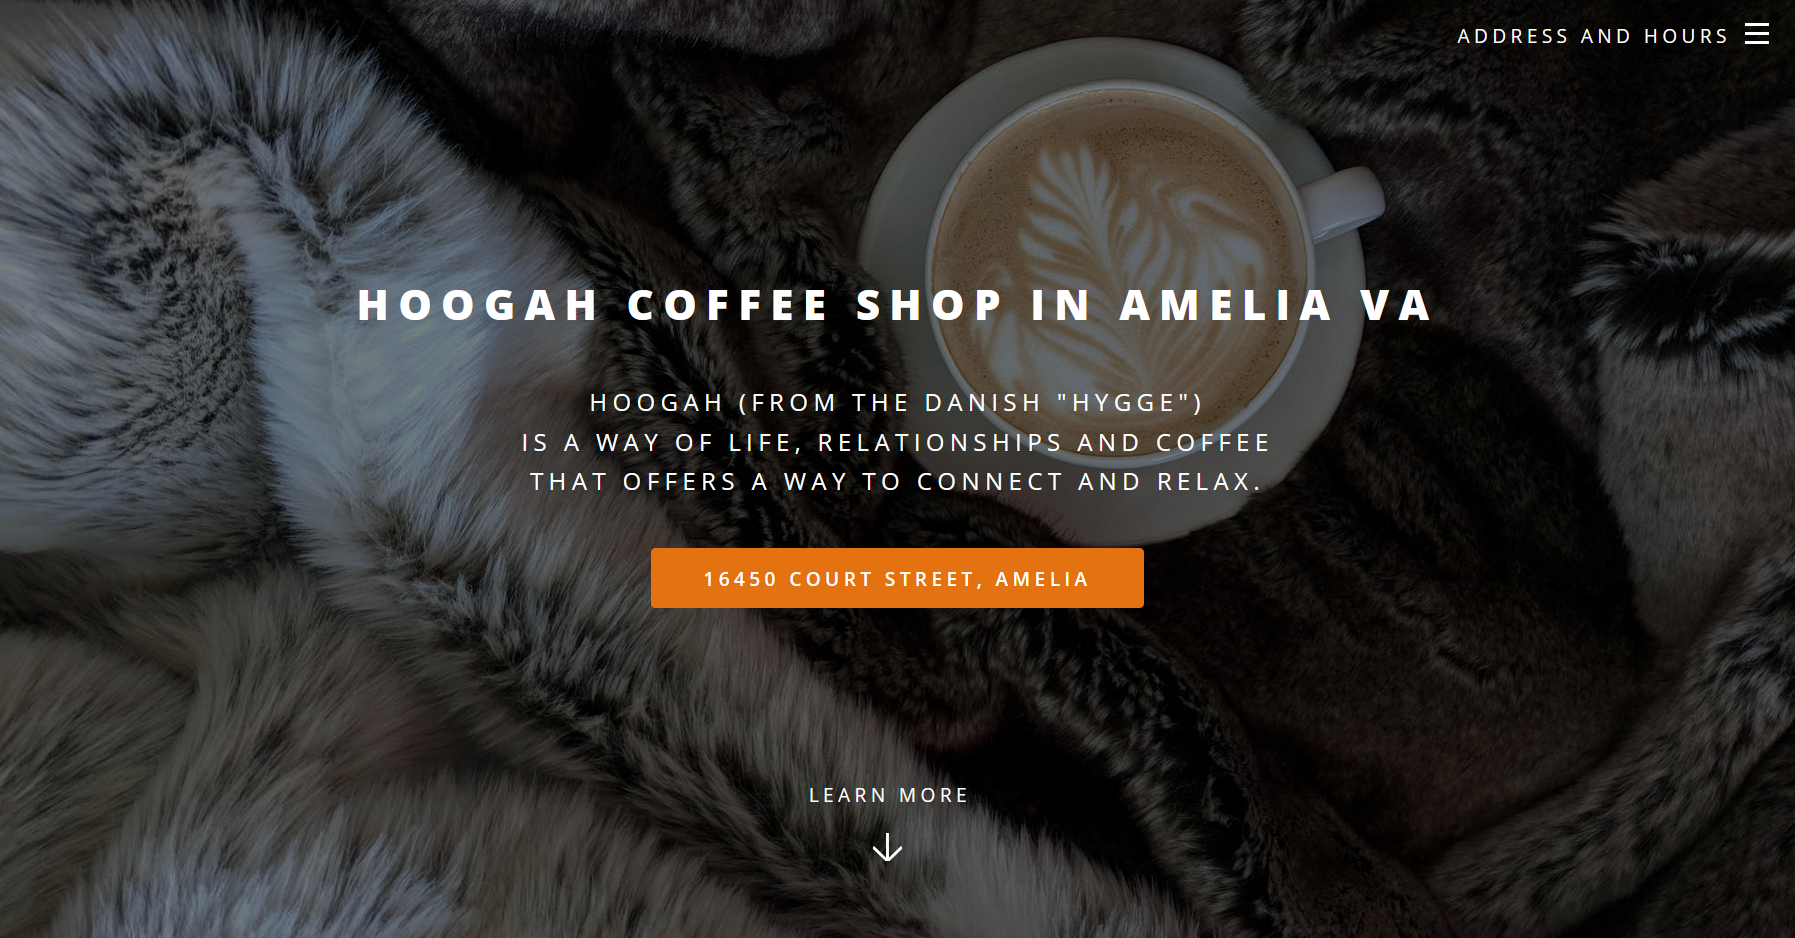 ADDRESS AND HOURS
HOOGAH COFFEE SHOP IN AMELIA VA
HOOGAH (FROM THE DANISH "HYGGE")
IS A WAY OF LIFE, RELATIONSHIPS AND COFFEE
THAT OFFERS A WAY TO CONNECT AND RELAX.
16450 COURT STREET, AMELIA
LEARN MORE